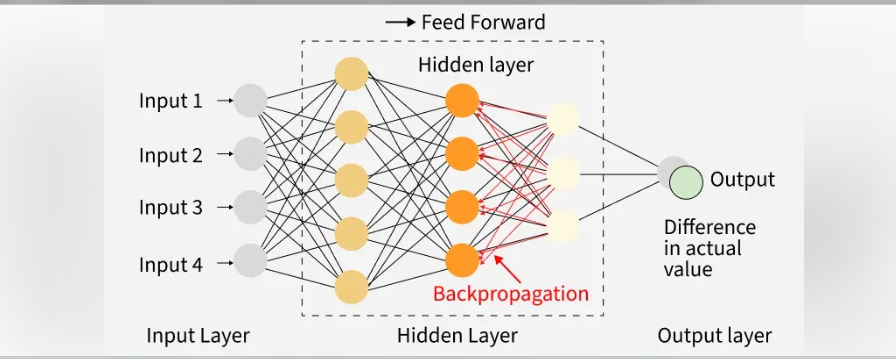 Feed Forward
Hidden layer
Input 1
Input 2
Input 3
Input 4
Output
Difference
in actual
value
Backpropagation
Input Layer
Hidden Layer
Output layer